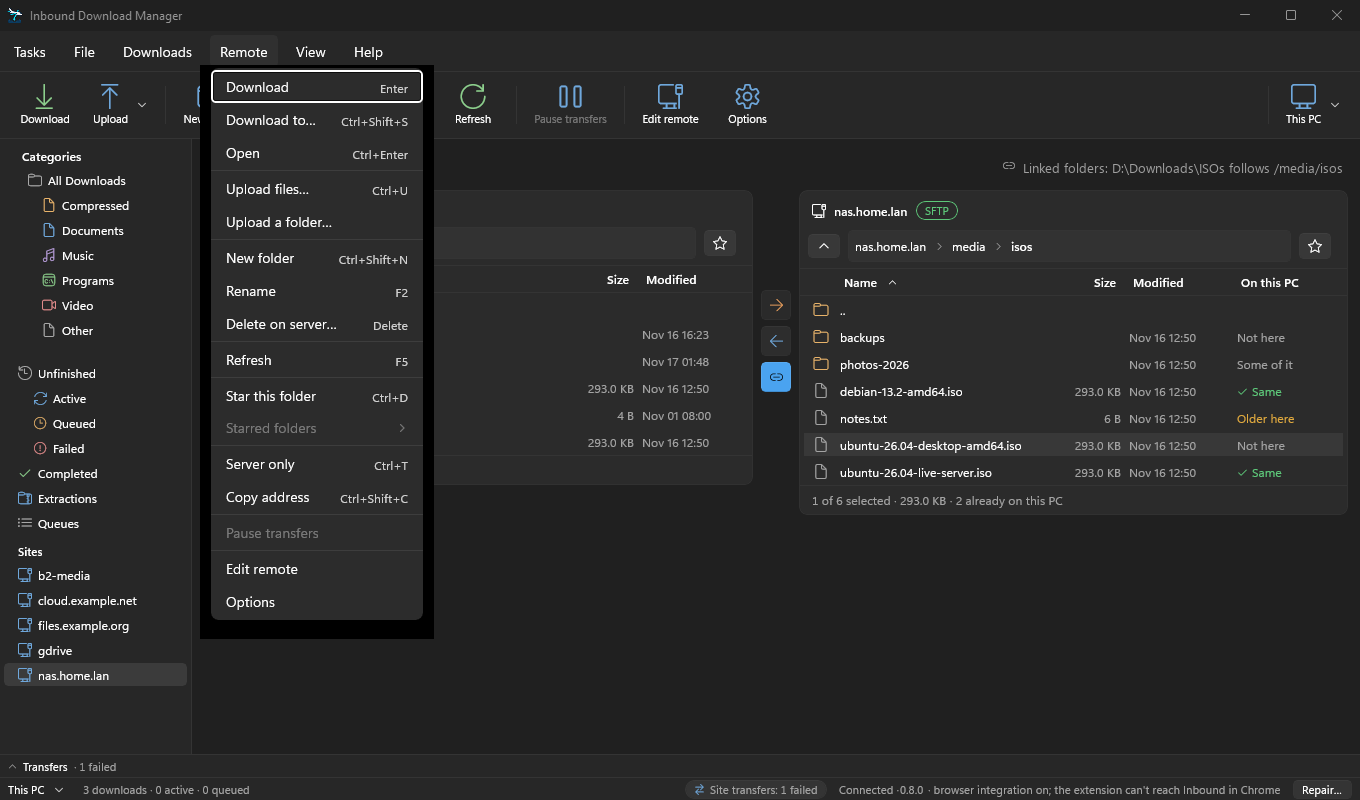 Inbound Download Manager
Tasks File Downloads Remote View Help
Download
Upload
Refresh
Pause transfers
Edit remote
Options
This PC
Download Enter
Download to... Ctrl+Shift+S
Open Ctrl+Enter
Upload files... Ctrl+U
Upload a folder...
New folder Ctrl+Shift+N
Rename F2
Delete on server... Delete
Refresh F5
Star this folder Ctrl+D
Starred folders
Server only Ctrl+T
Copy address Ctrl+Shift+C
Pause transfers
Edit remote
Options
Categories
All Downloads
Compressed
Documents
Music
Programs
Video
Other
Unfinished
Active
Queued
Failed
Completed
Extractions
Queues
Sites
b2-media
cloud.example.net
files.example.org
gdrive
nas.home.lan
Linked folders: D:\Downloads\ISOs follows /media/isos
Size Modified
Nov 16 16:23
Nov 17 01:48
293.0 KB Nov 16 12:50
4 B Nov 01 08:00
293.0 KB Nov 16 12:50
nas.home.lan SFTP
nas.home.lan > media > isos
Name Size Modified On this PC
..
backups Nov 16 12:50 Not here
photos-2026 Nov 16 12:50 Some of it
debian-13.2-amd64.iso 293.0 KB Nov 16 12:50 ✓ Same
notes.txt 6 B Nov 16 12:50 Older here
ubuntu-26.04-desktop-amd64.iso 293.0 KB Nov 16 12:50 Not here
ubuntu-26.04-live-server.iso 293.0 KB Nov 16 12:50 ✓ Same
1 of 6 selected · 293.0 KB · 2 already on this PC
Transfers · 1 failed
This PC 3 downloads · 0 active · 0 queued
Site transfers: 1 failed
Connected ·0.8.0 · browser integration on; the extension can't reach Inbound in Chrome
Repair...